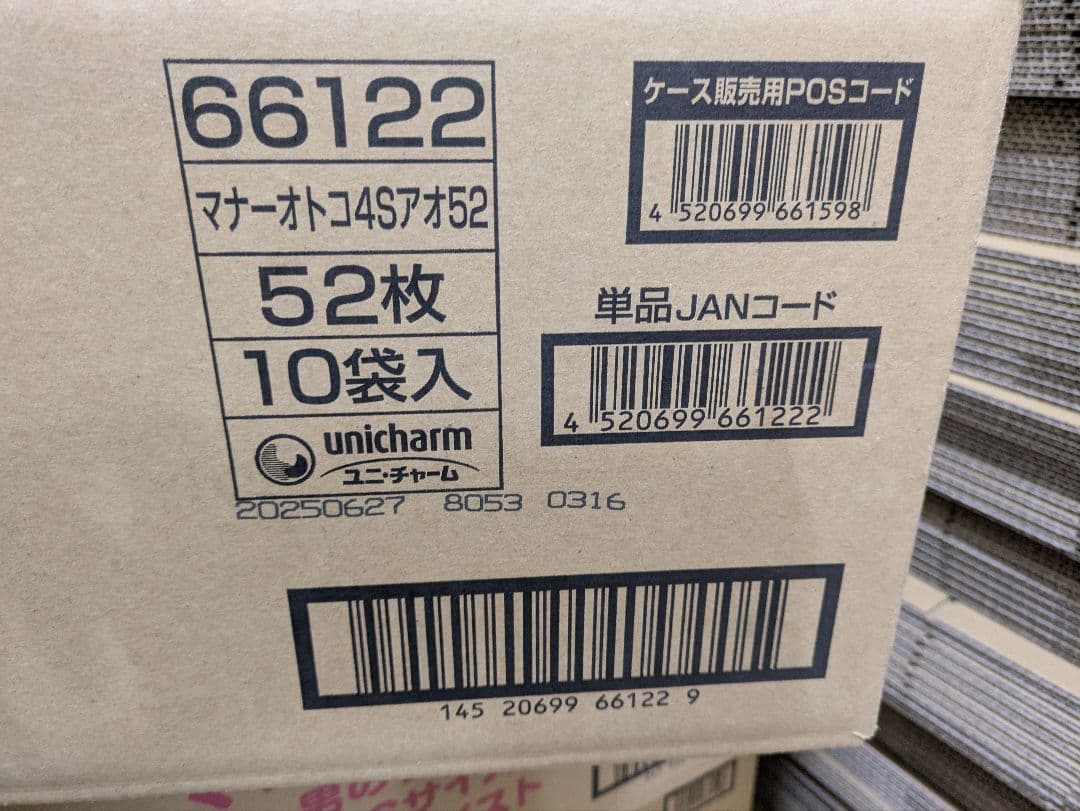 66122
マナーオトコ4Sアオ52
52枚
10袋入
unicharm
ユニ・チャーム
20250627 8053 0316
ケース販売用POSコード
4 520699 661598
単品JANコード
4 520699 661222
145 20699 66122 9
男の